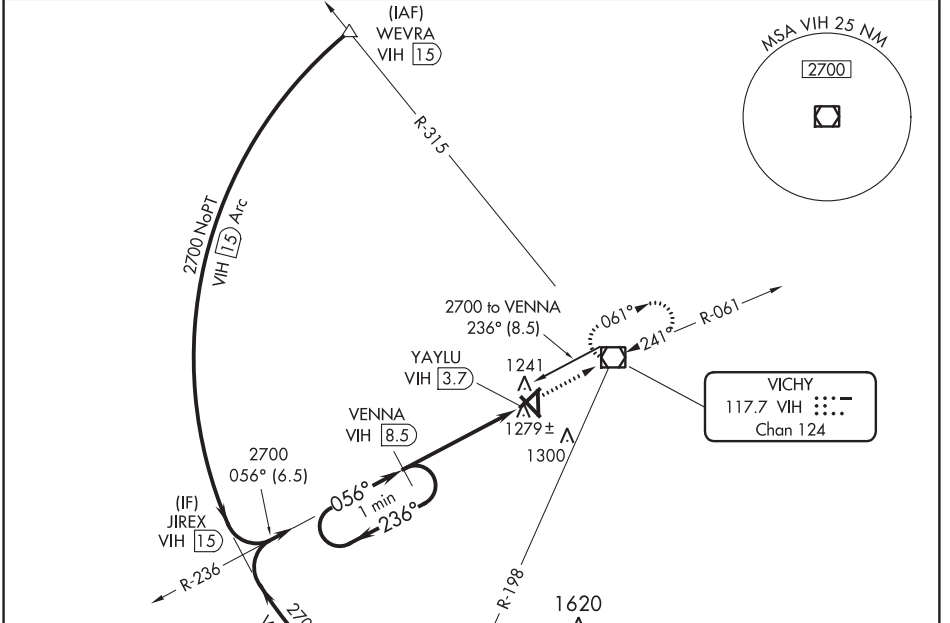 (IAF)
WEVRA
VIH 15
MSA VIH 25 NM
2700
R-315
2700 NoPT
VIH 15 Arc
2700 to VENNA
236° (8.5)
061°
R-061
241°
YAYLU
VIH 3.7
1241
VICHY
117.7 VIH
Chan 124
VENNA
VIH 8.5
1279±
1300
2700
056° (6.5)
056°
1 min
236°
(IF)
JIREX
VIH 15
R-236
R-198
1620